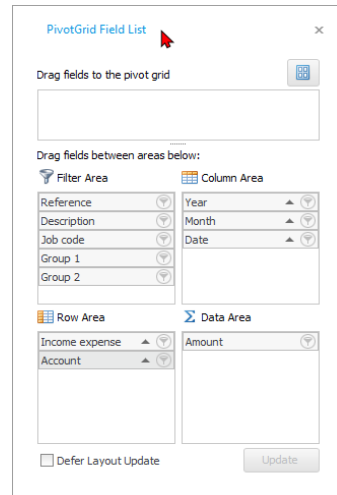 PivotGrid Field List
Drag fields to the pivot grid
Drag fields between areas below:
Filter Area
Reference
Description
Job code
Group 1
Group 2
Column Area
Year
Month
Date
Row Area
Income expense
Account
Data Area
Amount
Defer Layout Update
Update